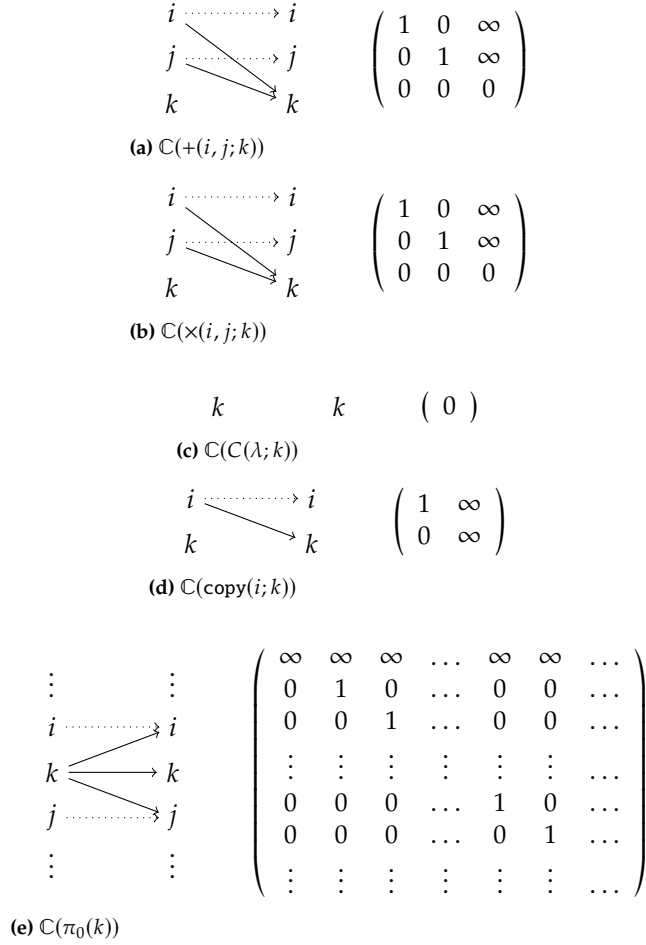 i i
j j
k k
( 1 0 ∞
0 1 ∞
0 0 0 )
(a) ℂ(+(i, j; k))
i i
j j
k k
( 1 0 ∞
0 1 ∞
0 0 0 )
(b) ℂ(×(i, j; k))
k k ( 0 )
(c) ℂ(C(λ; k))
i i
k k
( 1 ∞
0 ∞ )
(d) ℂ(copy(i; k))
⋮ ⋮
i i
k k
j j
⋮ ⋮
( ∞ ∞ ∞ … ∞ ∞ …
0 1 0 … 0 0 …
0 0 1 … 0 0 …
⋮ ⋮ ⋮ ⋮ ⋮ ⋮ …
0 0 0 … 1 0 …
0 0 0 … 0 1 …
⋮ ⋮ ⋮ ⋮ ⋮ ⋮ … )
(e) ℂ(π₀(k))